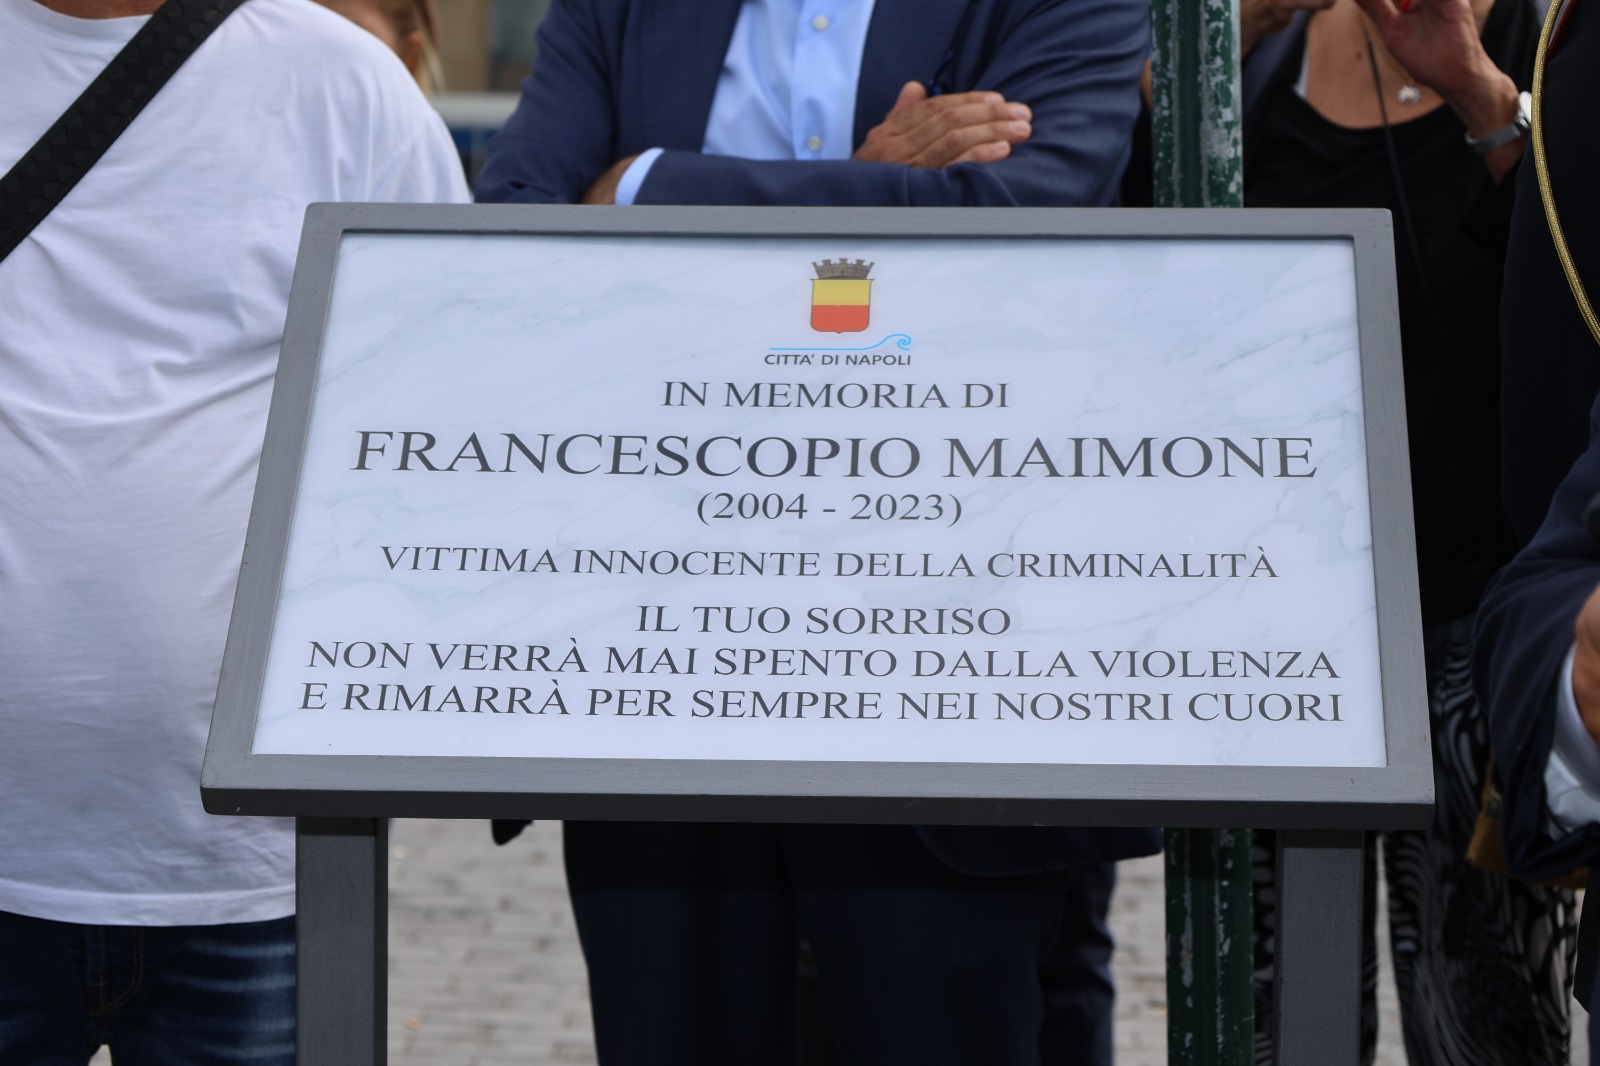 CITTA' DI NAPOLI
IN MEMORIA DI
FRANCESCOPIO MAIMONE
(2004 - 2023)
VITTIMA INNOCENTE DELLA CRIMINALITÀ
IL TUO SORRISO
NON VERRÀ MAI SPENTO DALLA VIOLENZA
E RIMARRÀ PER SEMPRE NEI NOSTRI CUORI